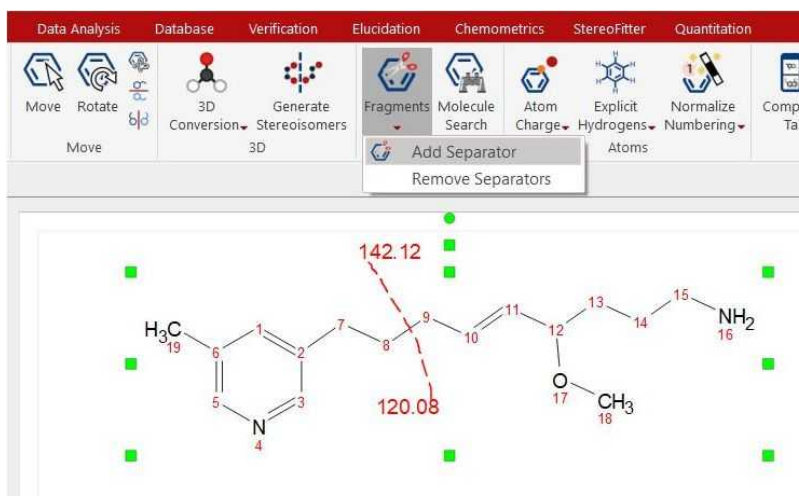 Data Analysis Database Verification Elucidation Chemometrics StereoFitter Quantitation
Move Rotate 3D Conversion Generate Stereoisomers Fragments Molecule Search Atom Charge Explicit Hydrogens Normalize Numbering
Move 3D Atoms
Add Separator
Remove Separators
142.12
H3C 19 6 1 2 7 8 9 10 11 12 13 14 15 NH2 16
5 N 4 3
O 17 CH3 18
120.08